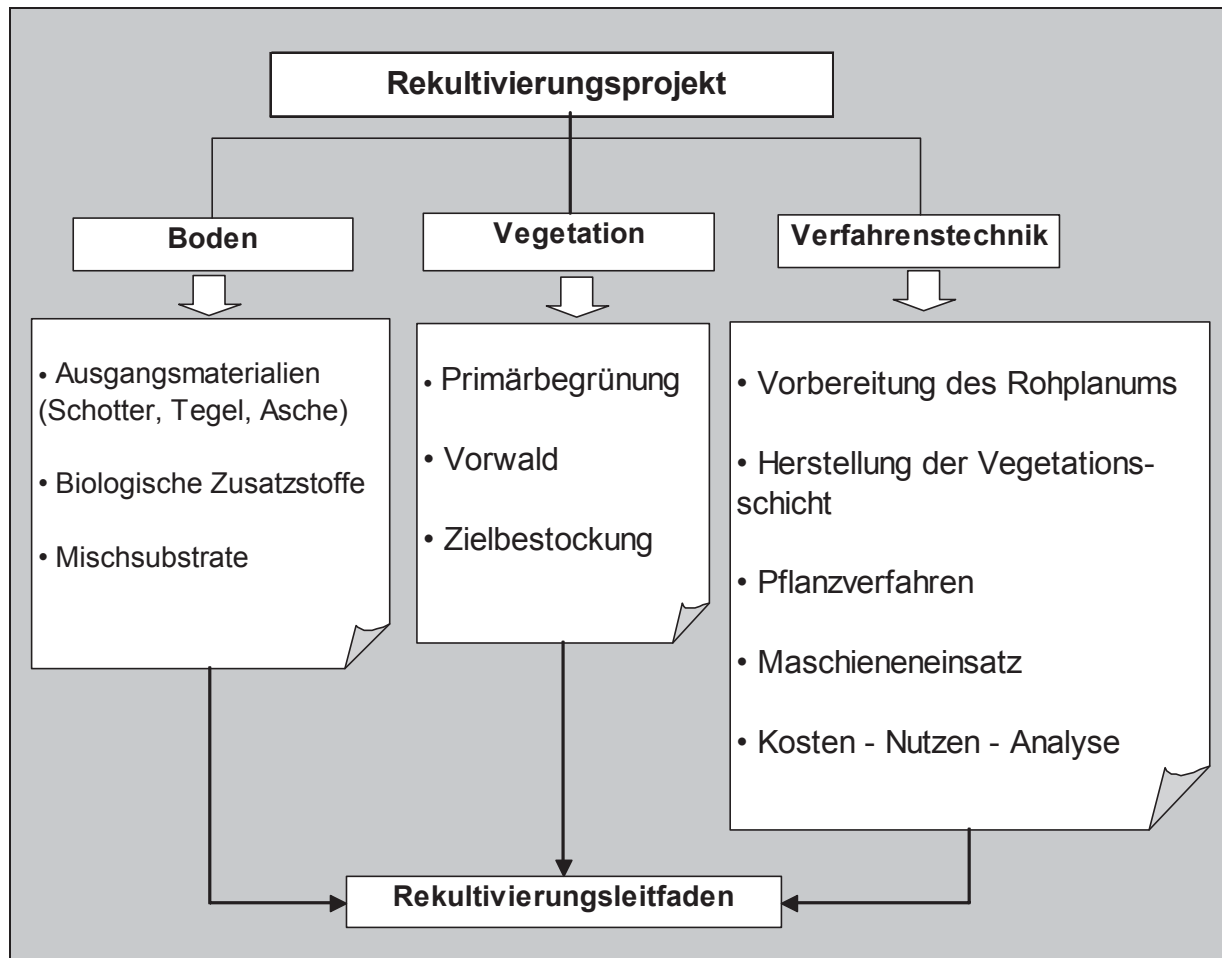 Rekultivierungsprojekt
Boden
Vegetation
Verfahrenstechnik
• Ausgangsmaterialien
(Schotter, Tegel, Asche)
• Biologische Zusatzstoffe
• Mischsubstrate
• Primärbegrünung
• Vorwald
• Zielbestockung
• Vorbereitung des Rohplanums
• Herstellung der Vegetations-
schicht
• Pflanzverfahren
• Maschieneneinsatz
• Kosten - Nutzen - Analyse
Rekultivierungsleitfaden